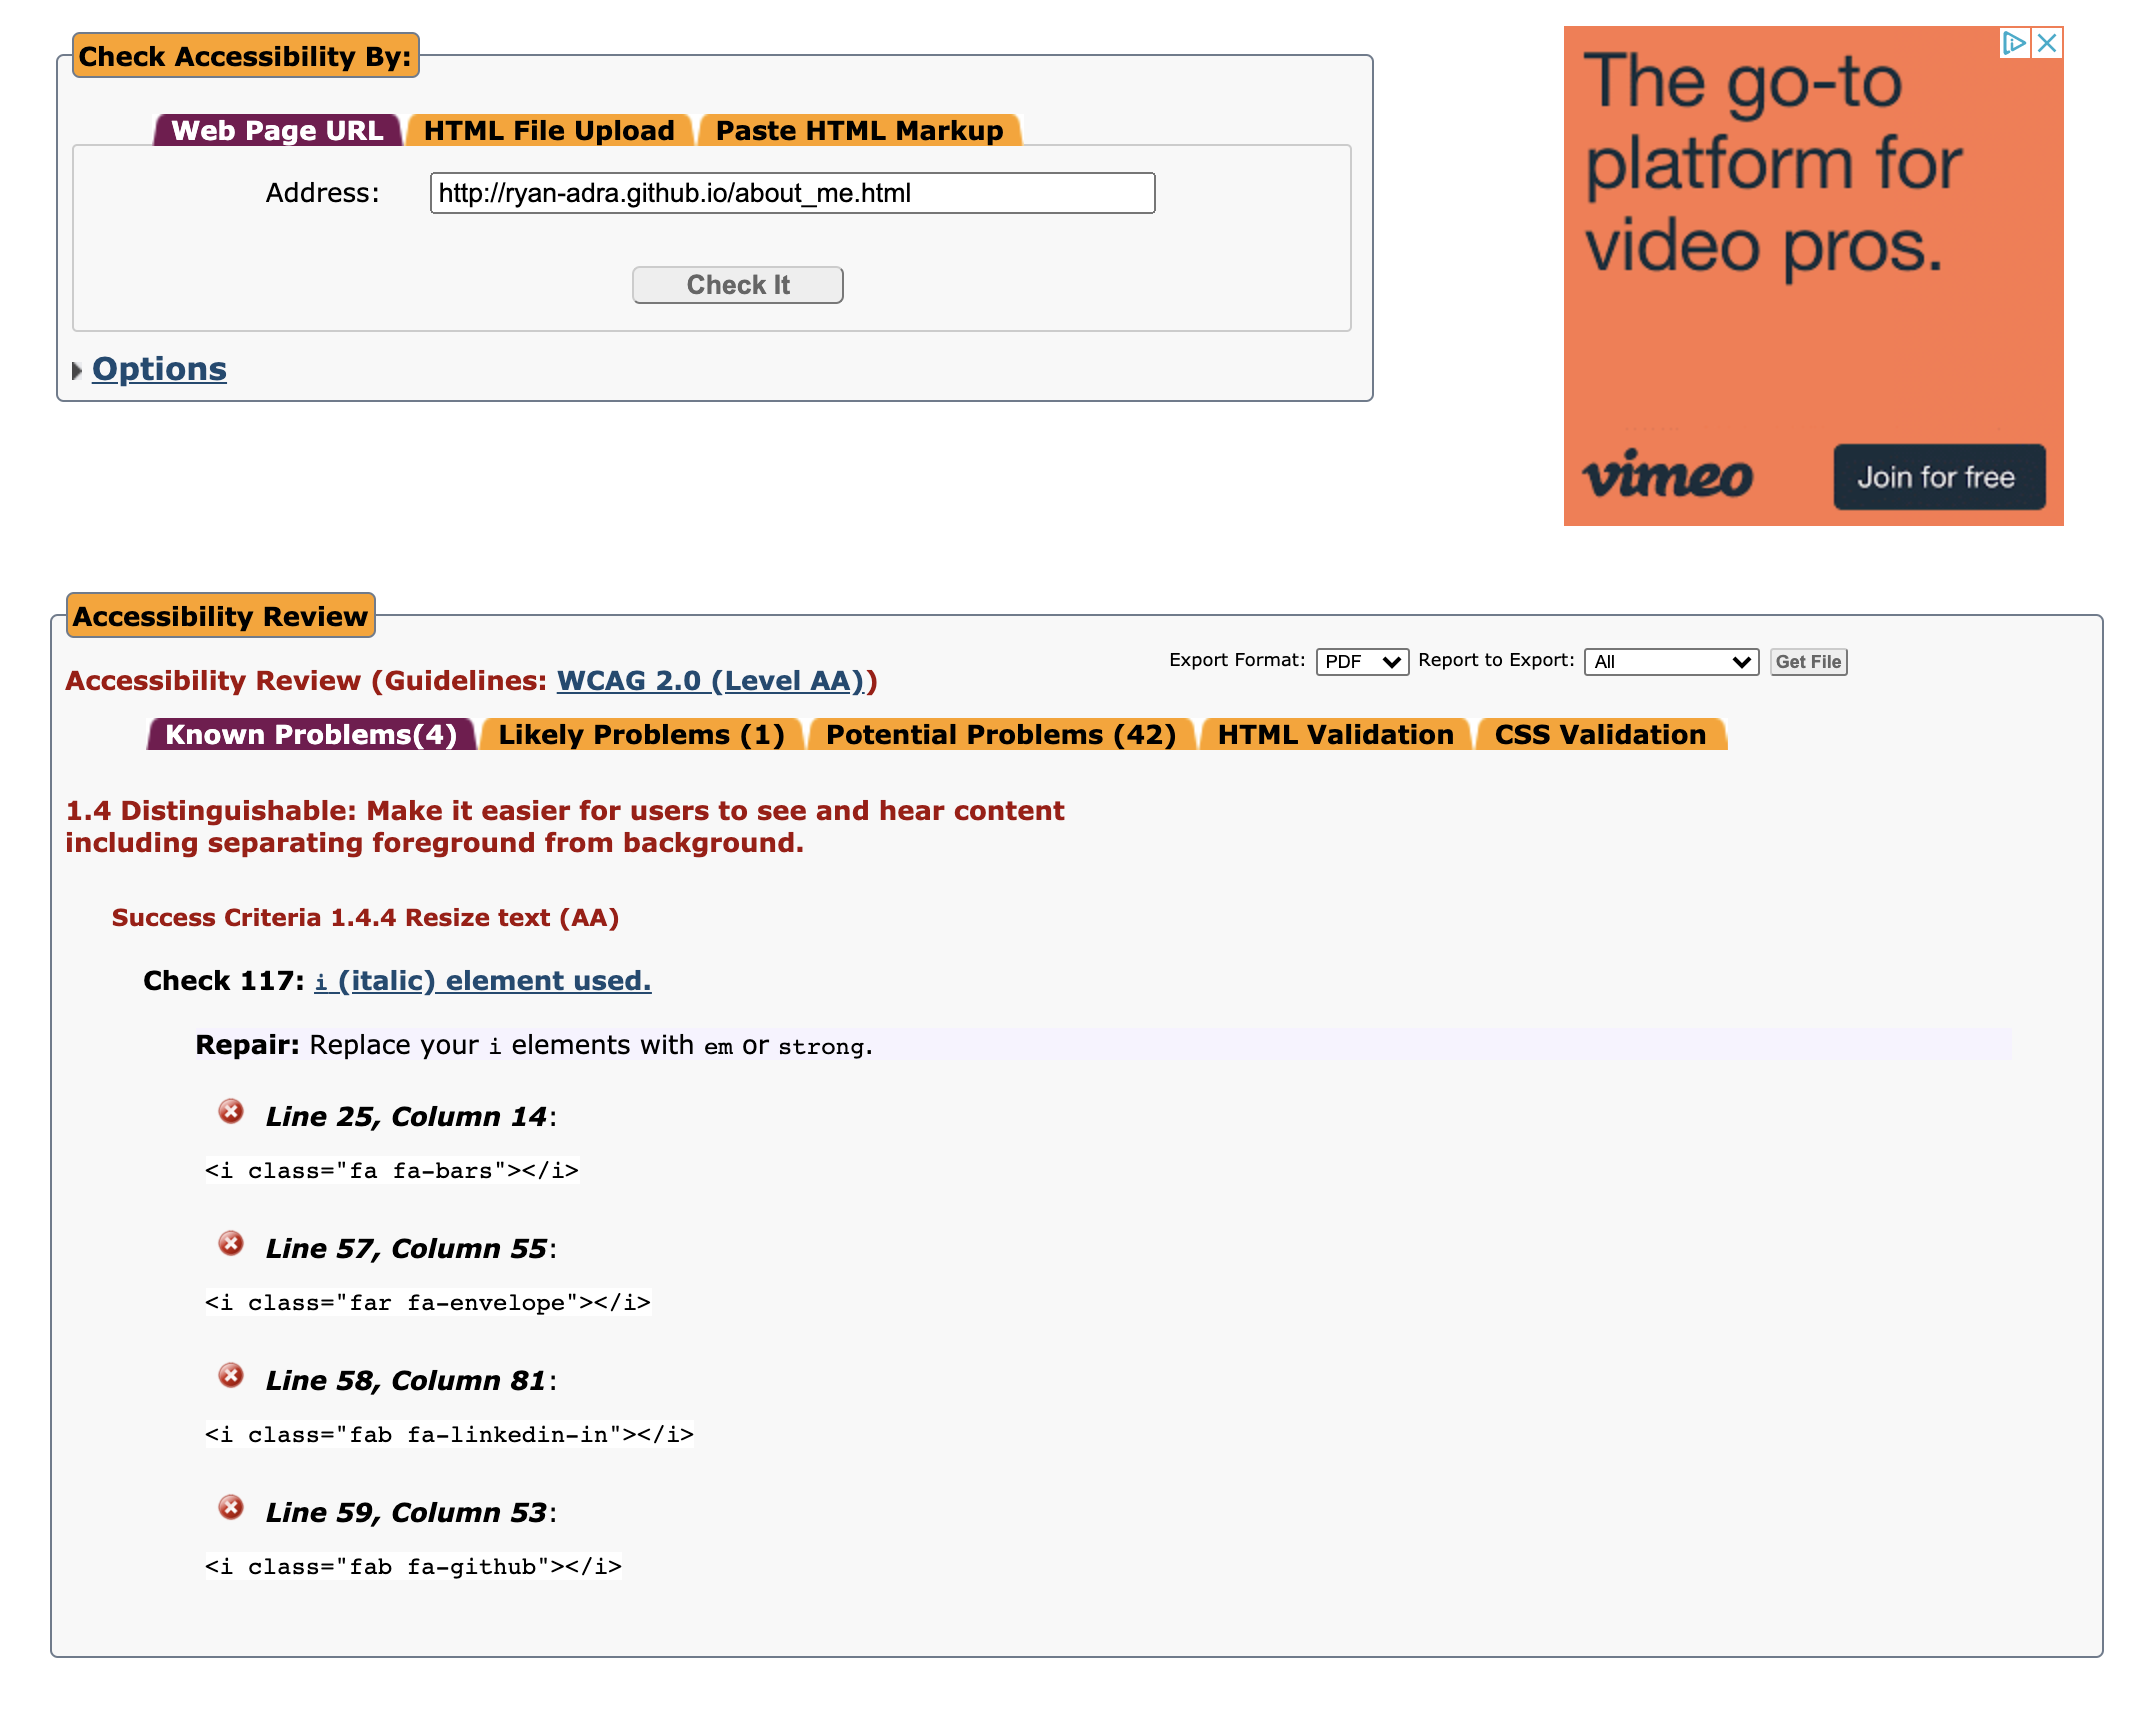 Check Accessibility By:
Web Page URL
HTML File Upload
Paste HTML Markup
Address:
http://ryan-adra.github.io/about_me.html
Check It
Options
The go-to
platform for
video pros.
vimeo
Join for free
Accessibility Review
Export Format:
PDF
Report to Export:
All
Get File
Accessibility Review (Guidelines: WCAG 2.0 (Level AA))
Known Problems(4)
Likely Problems (1)
Potential Problems (42)
HTML Validation
CSS Validation
1.4 Distinguishable: Make it easier for users to see and hear content
including separating foreground from background.
Success Criteria 1.4.4 Resize text (AA)
Check 117: i (italic) element used.
Repair: Replace your i elements with em or strong.
Line 25, Column 14:
<i class="fa fa-bars"></i>
Line 57, Column 55:
<i class="far fa-envelope"></i>
Line 58, Column 81:
<i class="fab fa-linkedin-in"></i>
Line 59, Column 53:
<i class="fab fa-github"></i>